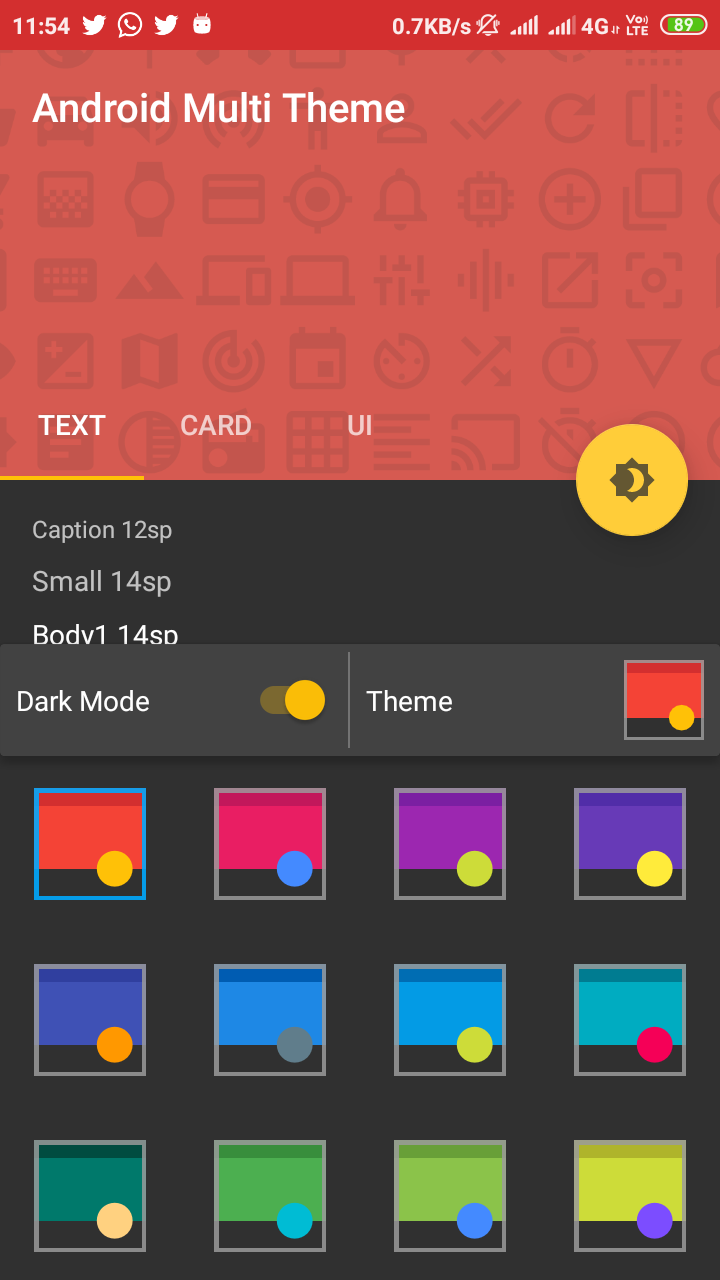 11:54 0.7KB/s 4G Vo) LTE 89
Android Multi Theme
TEXT CARD UI
Caption 12sp
Small 14sp
Body1 14sp
Dark Mode Theme